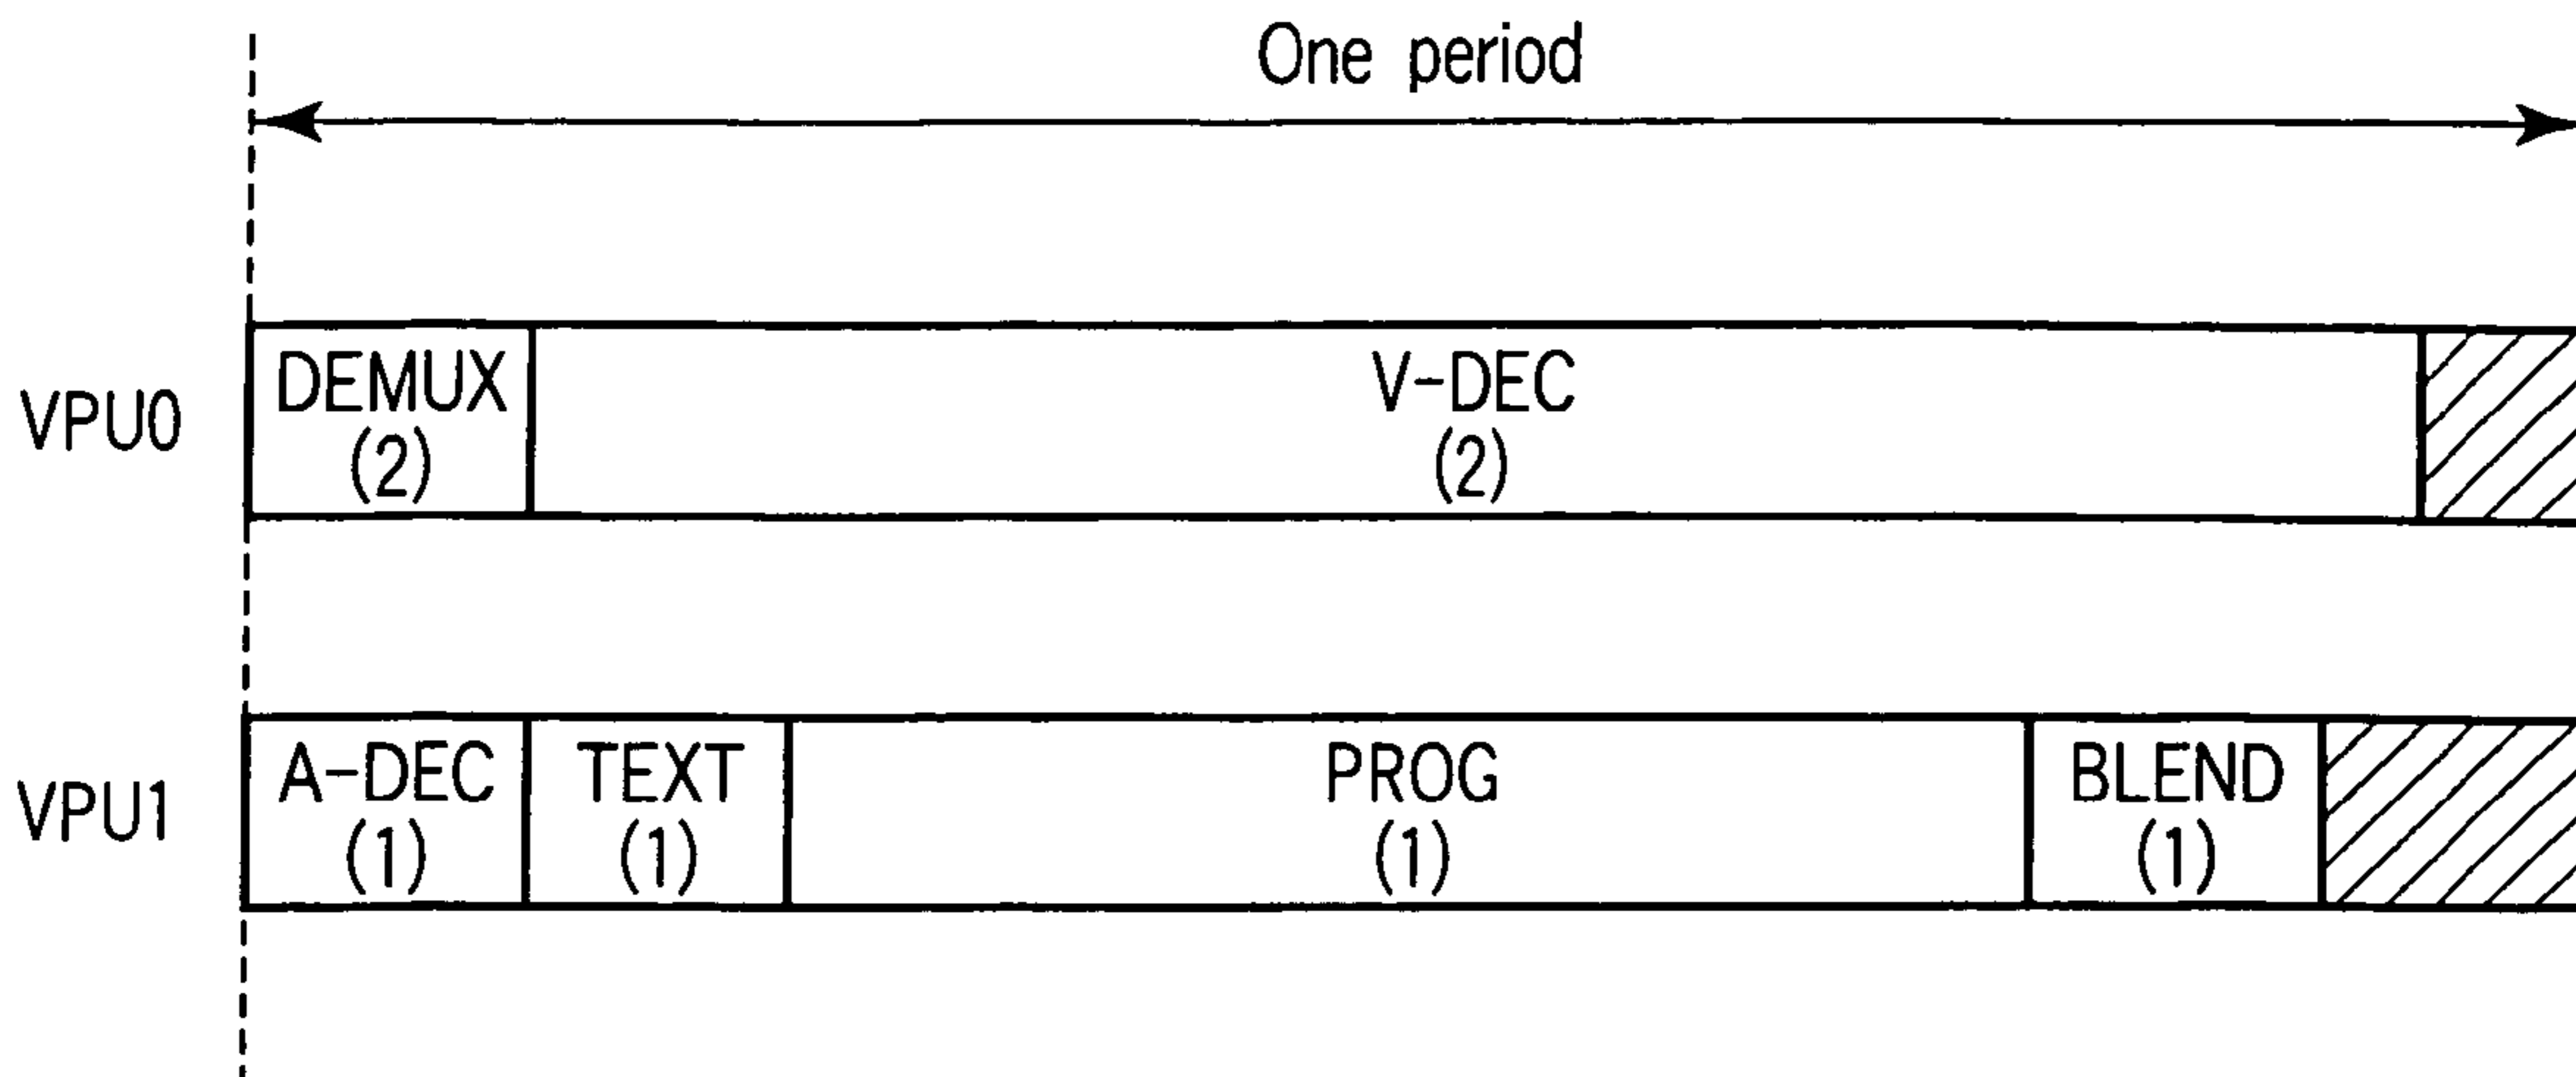 One period
VPU0
DEMUX
(2)
V-DEC
(2)
VPU1
A-DEC
(1)
TEXT
(1)
PROG
(1)
BLEND
(1)